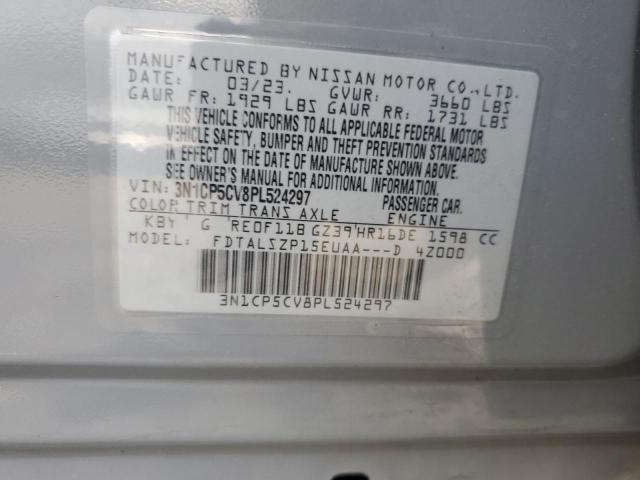 MANUFACTURED BY NISSAN MOTOR CO.,LTD.
DATE: 03/23. GVWR: 3660 LBS
GAWR FR: 1929 LBS GAWR RR: 1731 LBS
THIS VEHICLE CONFORMS TO ALL APPLICABLE FEDERAL MOTOR
VEHICLE SAFETY, BUMPER AND THEFT PREVENTION STANDARDS
IN EFFECT ON THE DATE OF MANUFACTURE SHOWN ABOVE.
SEE OWNER'S MANUAL FOR ADDITIONAL INFORMATION
VIN: 3N1CP5CV8PL524297 PASSENGER CAR.
COLOR TRIM TRANS AXLE ENGINE
KBY G RE0F11B GZ39 HR16DE 1598 CC
MODEL: FDTALSZP15EUAA---D 4Z000
3N1CP5CV8PL524297